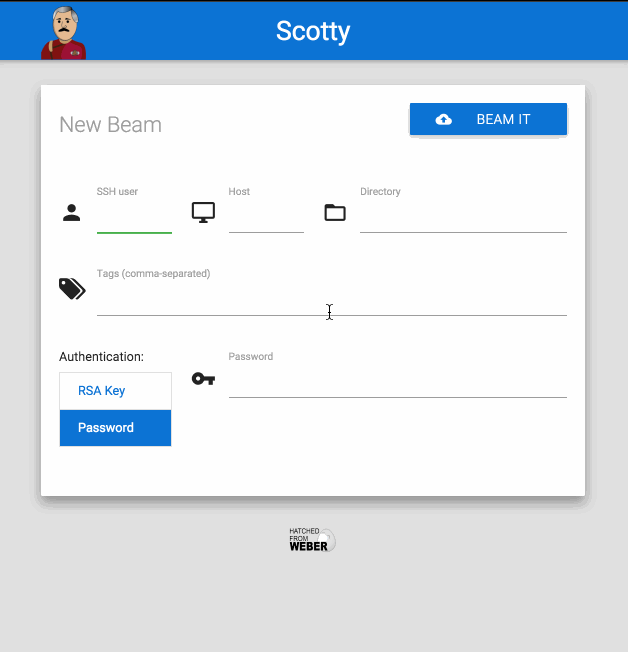 Scotty
New Beam
BEAM IT
SSH user
Host
Directory
Tags (comma-separated)
Authentication:
Password
RSA Key
Password
HATCHED
FROM
WEBER